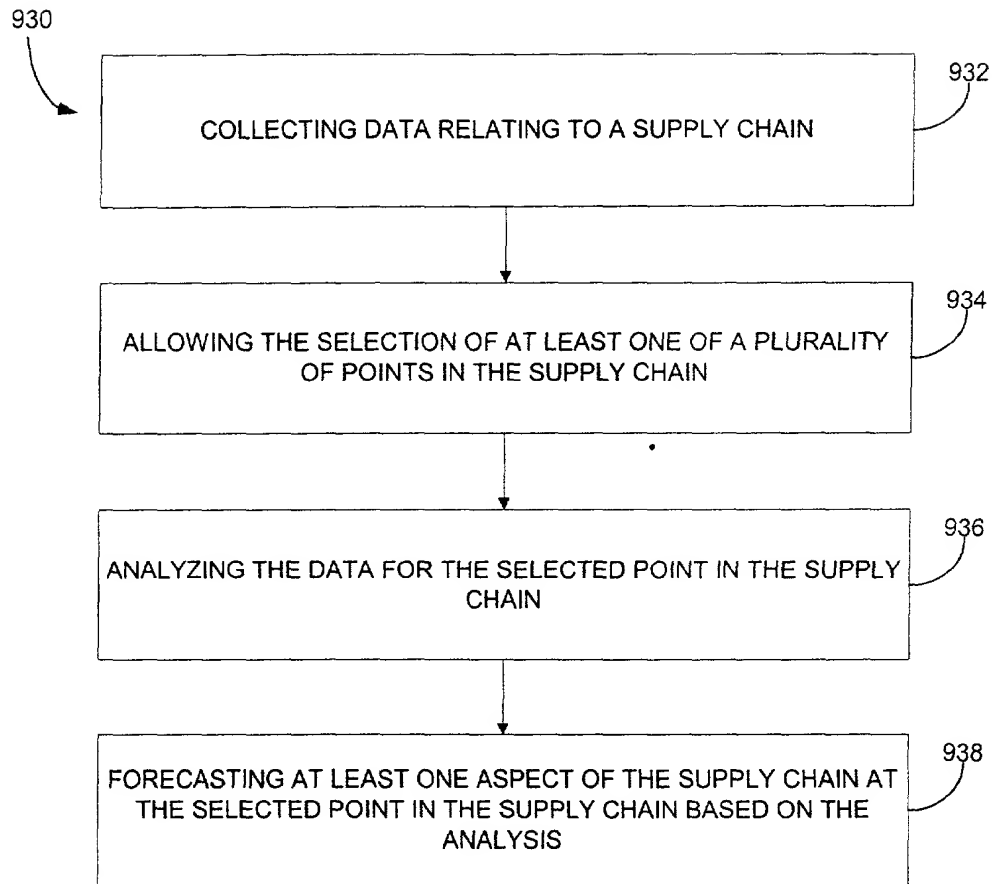 930
932
COLLECTING DATA RELATING TO A SUPPLY CHAIN
934
ALLOWING THE SELECTION OF AT LEAST ONE OF A PLURALITY
OF POINTS IN THE SUPPLY CHAIN
936
ANALYZING THE DATA FOR THE SELECTED POINT IN THE SUPPLY
CHAIN
938
FORECASTING AT LEAST ONE ASPECT OF THE SUPPLY CHAIN AT
THE SELECTED POINT IN THE SUPPLY CHAIN BASED ON THE
ANALYSIS